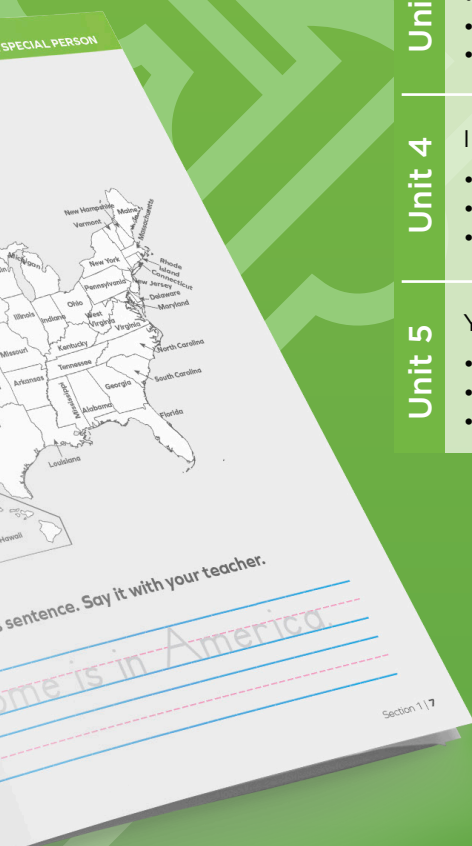 SPECIAL PERSON
New Hampshire
Vermont
Maine
Massachusetts
Michigan
New York
Rhode
Island
Connecticut
New Jersey
Pennsylvania
Delaware
Maryland
Illinois
Indiana
Ohio
West
Virginia
Virginia
Missouri
Kentucky
North Carolina
Tennessee
Arkansas
South Carolina
Mississippi
Alabama
Georgia
Florida
Louisiana
Hawaii
sentence. Say it with your teacher.
ome is in America.
Section 1 | 7
Uni
Unit 4
I
Unit 5
Y